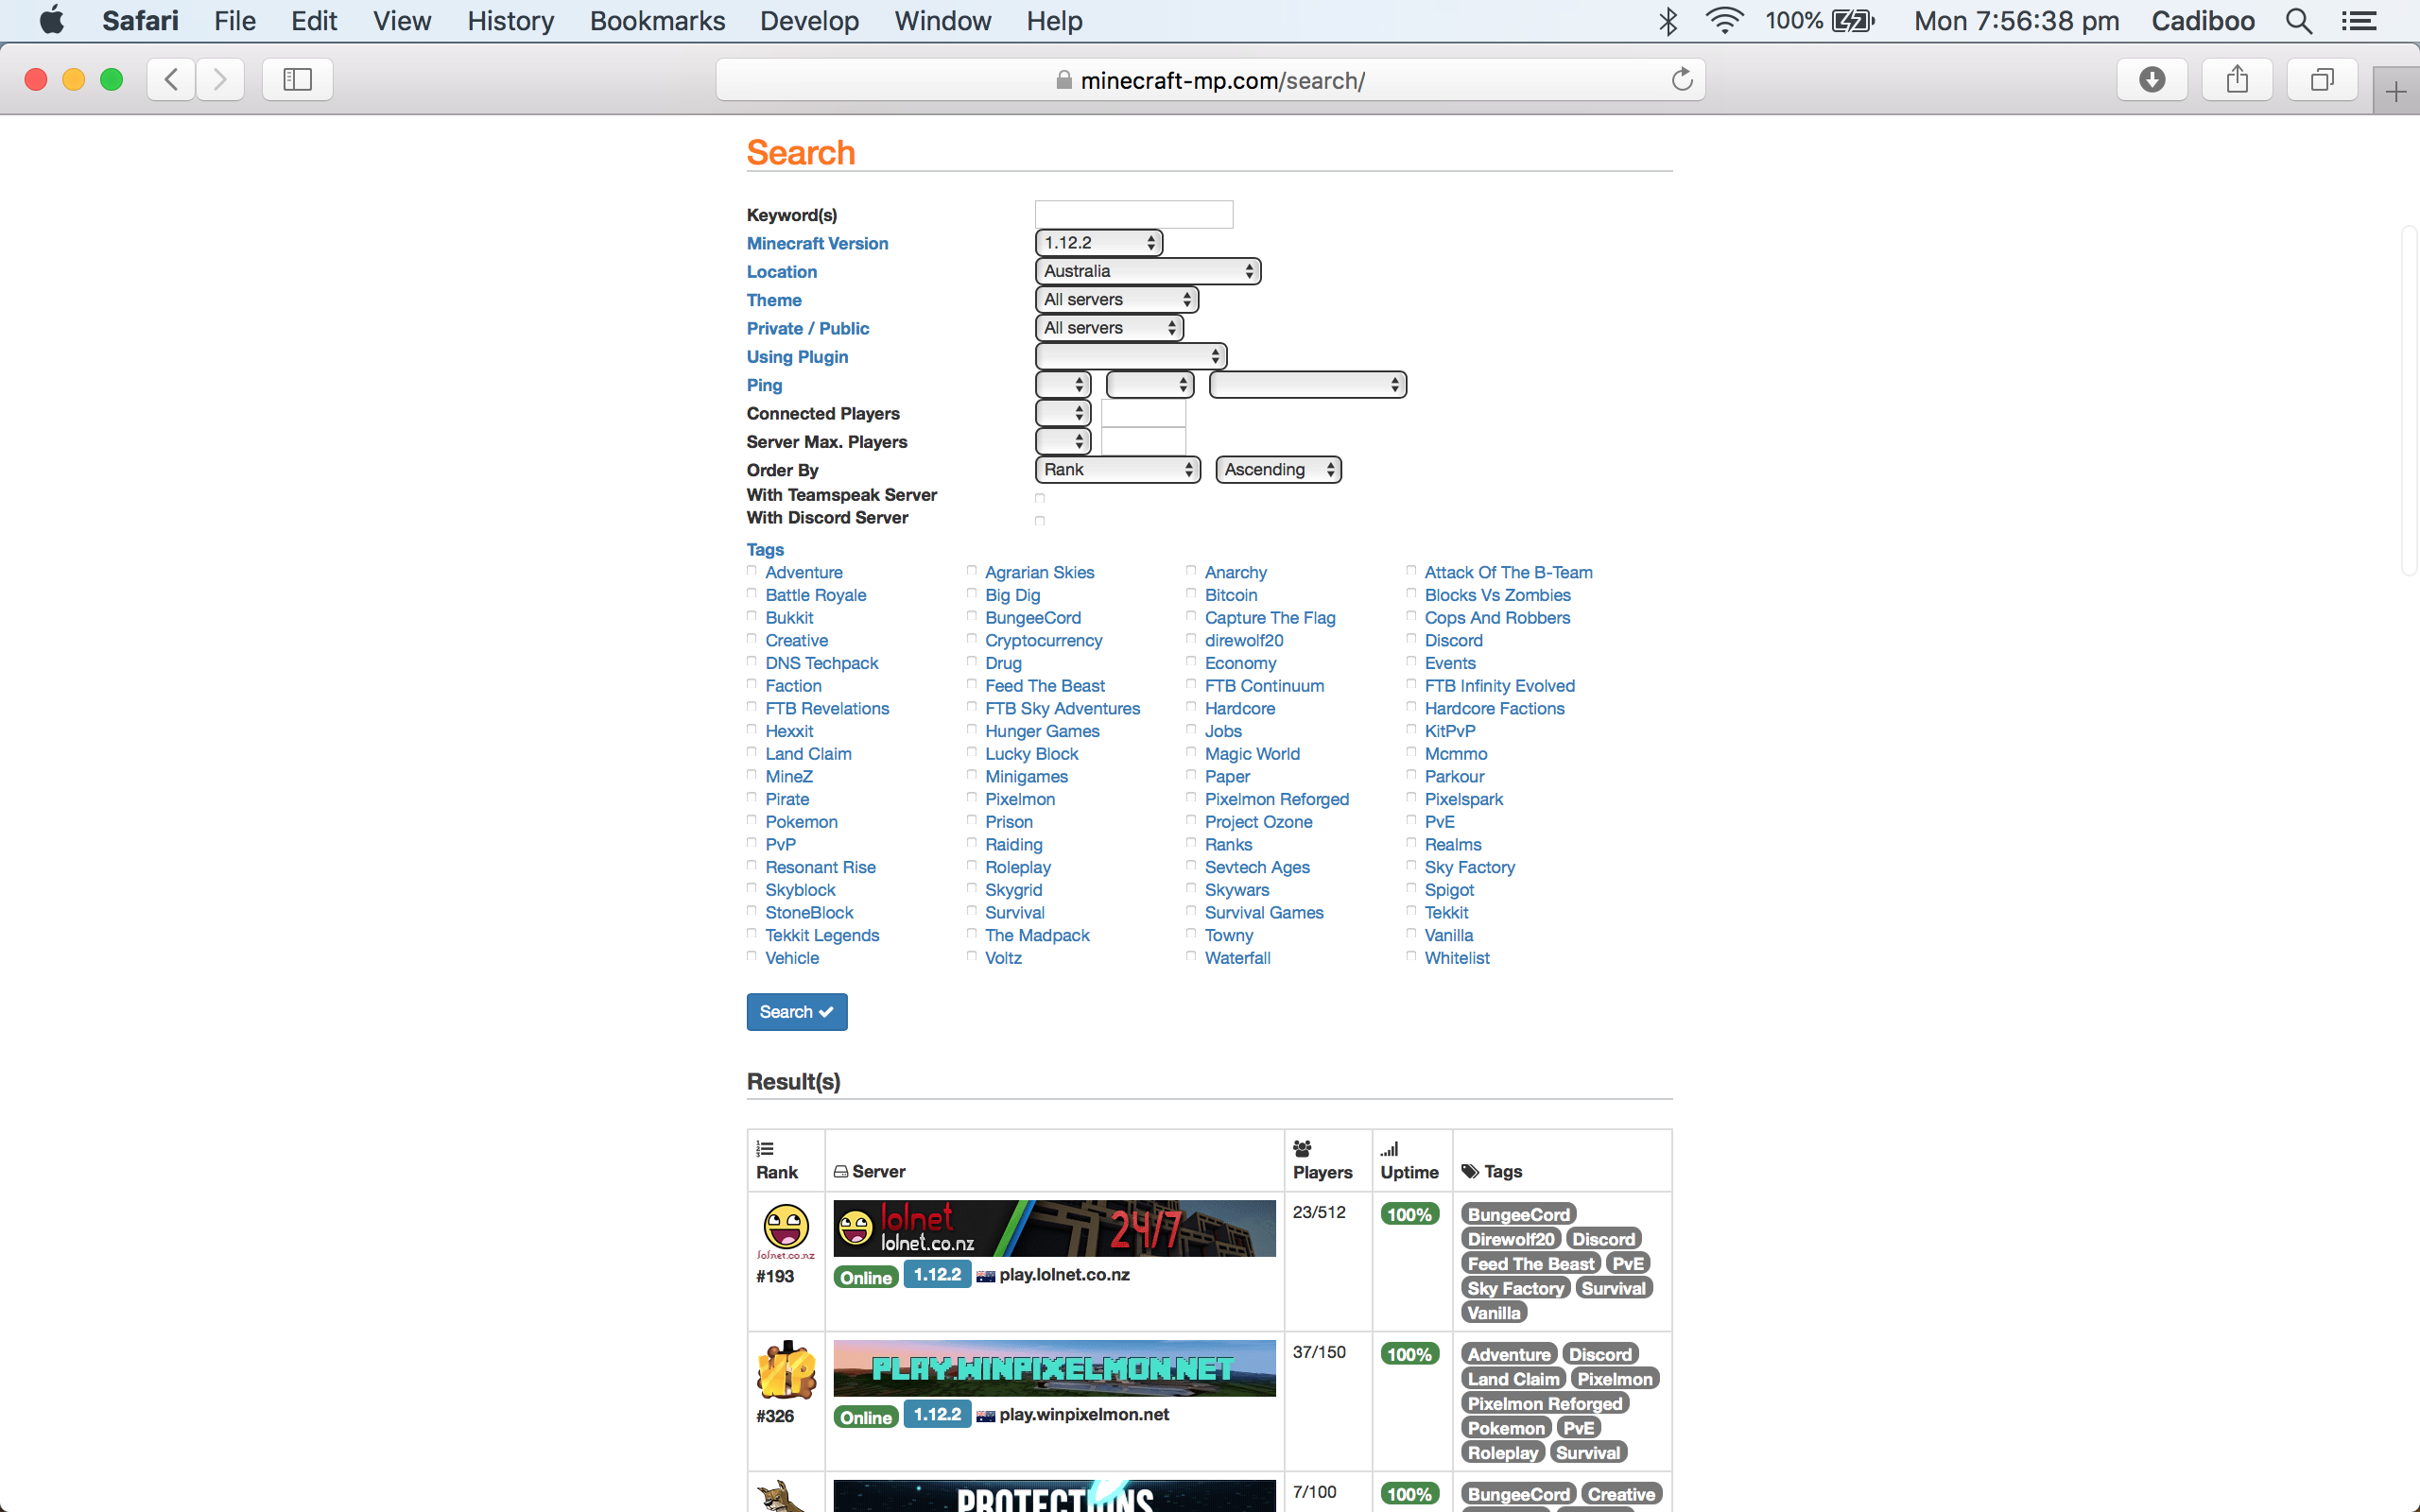 Safari File Edit View History Bookmarks Develop Window Help 100% Mon 7:56:38 pm Cadiboo
minecraft-mp.com/search/
Search
Keyword(s)
Minecraft Version 1.12.2
Location Australia
Theme All servers
Private / Public All servers
Using Plugin
Ping
Connected Players
Server Max. Players
Order By Rank Ascending
With Teamspeak Server
With Discord Server
Tags
Adventure Agrarian Skies Anarchy Attack Of The B-Team
Battle Royale Big Dig Bitcoin Blocks Vs Zombies
Bukkit BungeeCord Capture The Flag Cops And Robbers
Creative Cryptocurrency direwolf20 Discord
DNS Techpack Drug Economy Events
Faction Feed The Beast FTB Continuum FTB Infinity Evolved
FTB Revelations FTB Sky Adventures Hardcore Hardcore Factions
Hexxit Hunger Games Jobs KitPvP
Land Claim Lucky Block Magic World Mcmmo
MineZ Minigames Paper Parkour
Pirate Pixelmon Pixelmon Reforged Pixelspark
Pokemon Prison Project Ozone PvE
PvP Raiding Ranks Realms
Resonant Rise Roleplay Sevtech Ages Sky Factory
Skyblock Skygrid Skywars Spigot
StoneBlock Survival Survival Games Tekkit
Tekkit Legends The Madpack Towny Vanilla
Vehicle Voltz Waterfall Whitelist
Search
Result(s)
Rank Server Players Uptime Tags
lolnet.co.nz
#193
lolnet
lolnet.co.nz
24/7
Online 1.12.2 play.lolnet.co.nz
23/512
100%
BungeeCord
Direwolf20 Discord
Feed The Beast PvE
Sky Factory Survival
Vanilla
WP
#326
PLAY.WINPIXELMON.NET
Online 1.12.2 play.winpixelmon.net
37/150
100%
Adventure Discord
Land Claim Pixelmon
Pixelmon Reforged
Pokemon PvE
Roleplay Survival
PROTECTIONS
7/100
100%
BungeeCord Creative